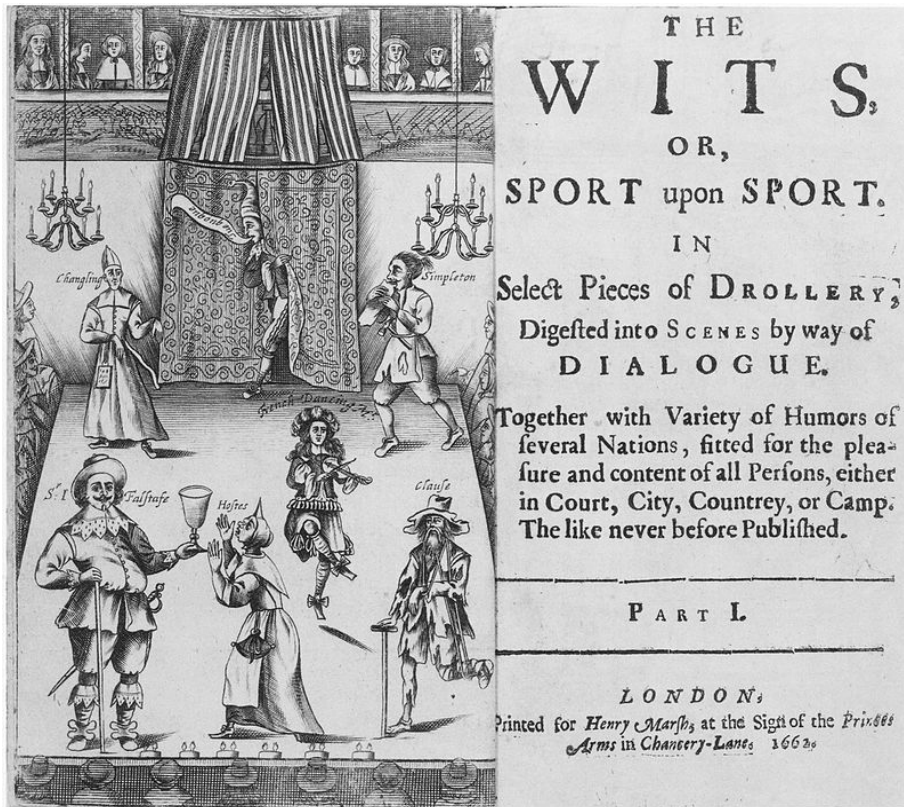 Tu quoque
Changling
Simpleton
French Dancing Mr.
Sr. I Falstafe
Hostes
Clause
THE
WITS,
OR,
SPORT upon SPORT.
IN
Select Pieces of DROLLERY,
Digeſted into SCENES by way of
DIALOGUE.
Together with Variety of Humors of
ſeveral Nations, fitted for the plea-
ſure and content of all Perſons, either
in Court, City, Countrey, or Camp.
The like never before Publiſhed.
PART I.
LONDON,
Printed for Henry Marſh, at the Sign of the Princes
Arms in Chancery-Lane, 1662.